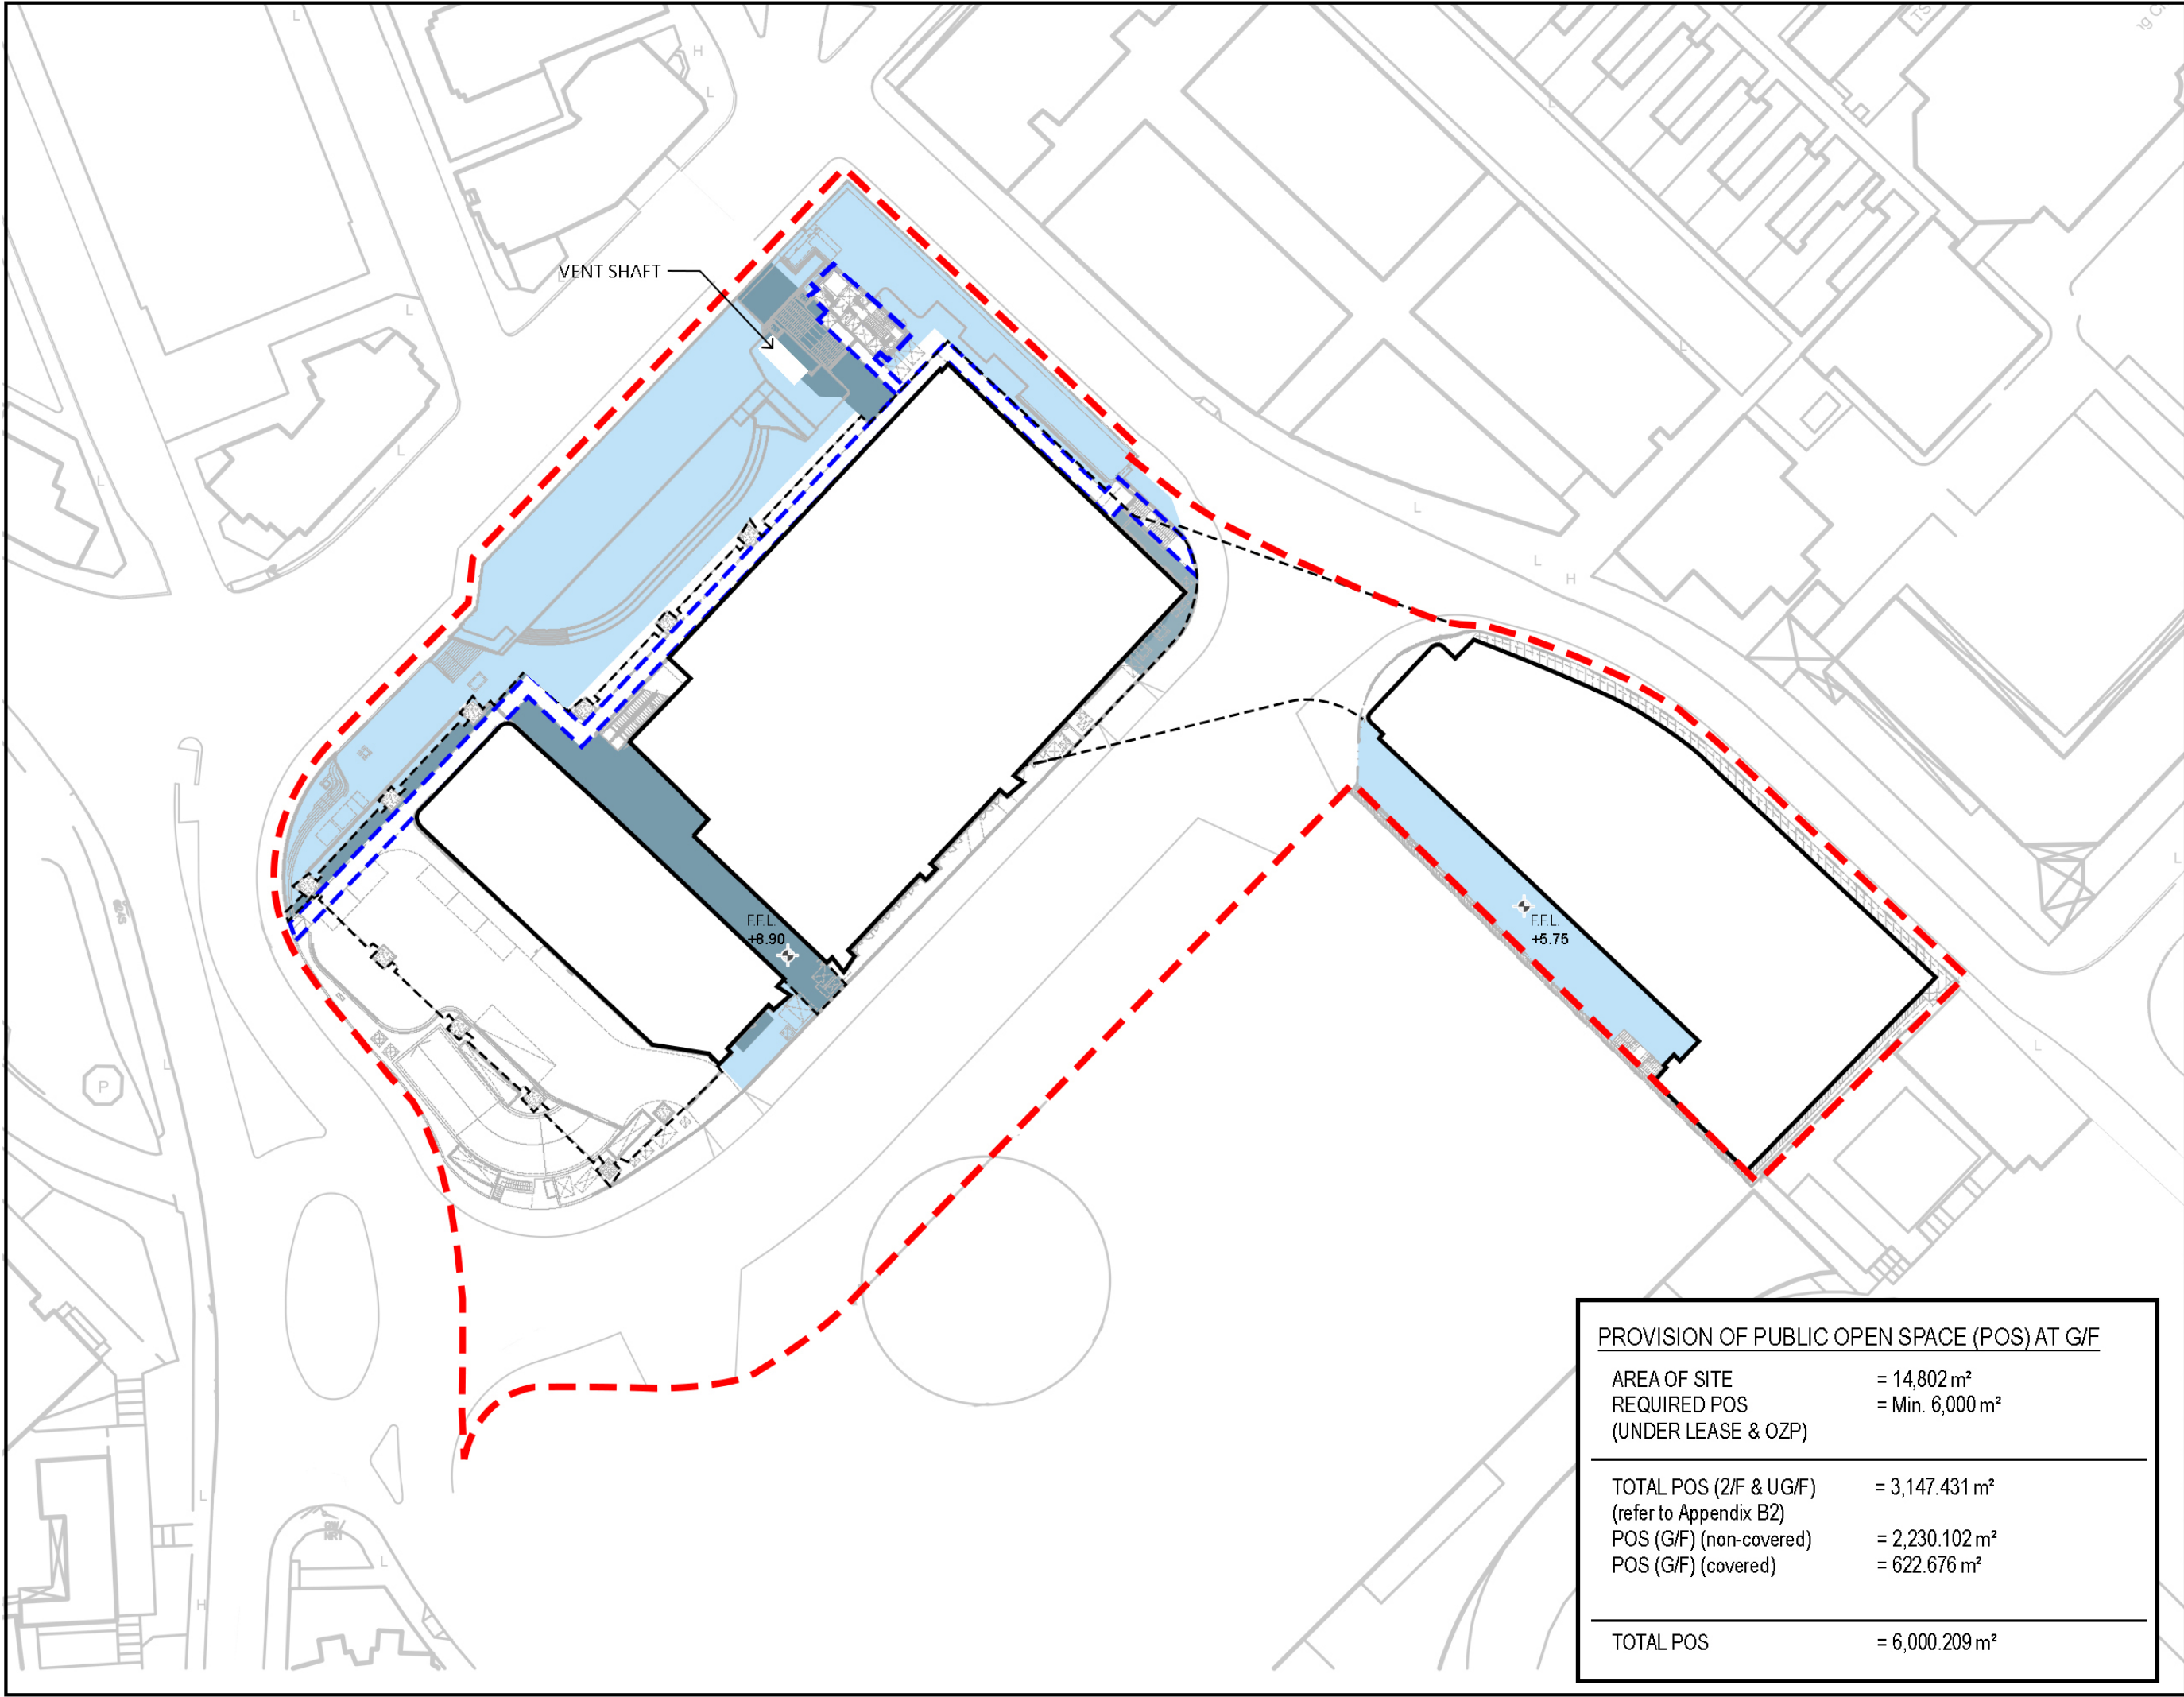 VENT SHAFT
F.F.L.
+8.90
F.F.L.
+5.75
H
L
L
L
L
L
L
L
L
L
H
L
L
L
P
L
L
L
H
TS
PROVISION OF PUBLIC OPEN SPACE (POS) AT G/F
AREA OF SITE = 14,802 m²
REQUIRED POS = Min. 6,000 m²
(UNDER LEASE & OZP)
TOTAL POS (2/F & UG/F) = 3,147.431 m²
(refer to Appendix B2)
POS (G/F) (non-covered) = 2,230.102 m²
POS (G/F) (covered) = 622.676 m²
TOTAL POS = 6,000.209 m²